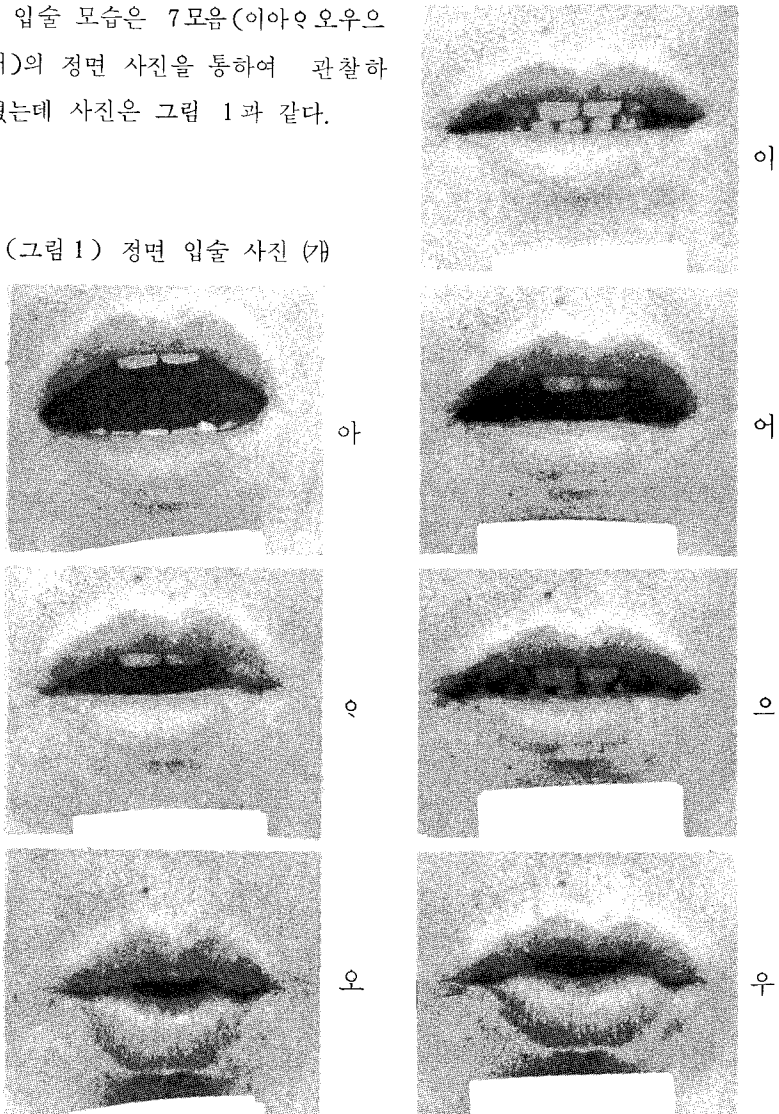 입술 모습은 7모음(이아ᄋᆞ오우으
)의 정면 사진을 통하여 관찰하
는데 사진은 그림 1과 같다.
(그림 1) 정면 입술 사진 ㈎
이
아
어
ᄋᆞ
으
오
우